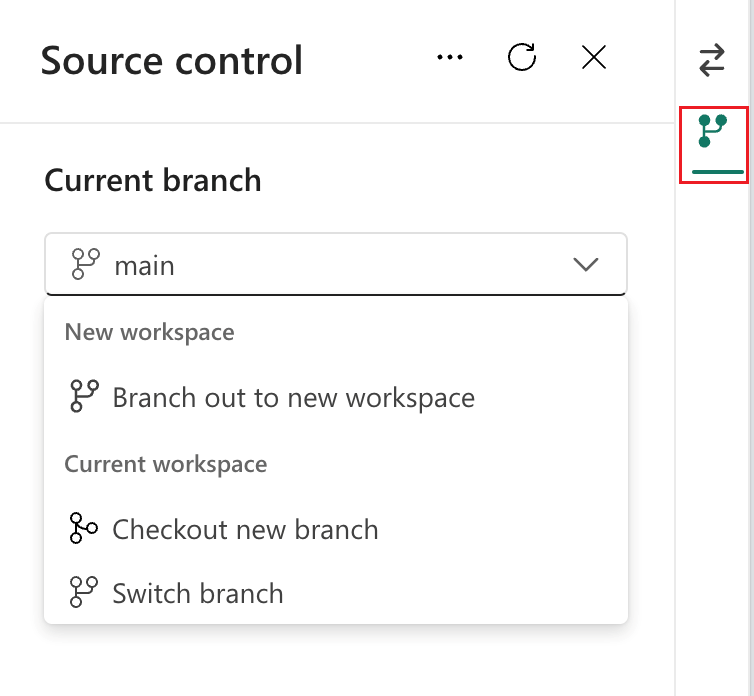 Source control
Current branch
main
New workspace
Branch out to new workspace
Current workspace
Checkout new branch
Switch branch